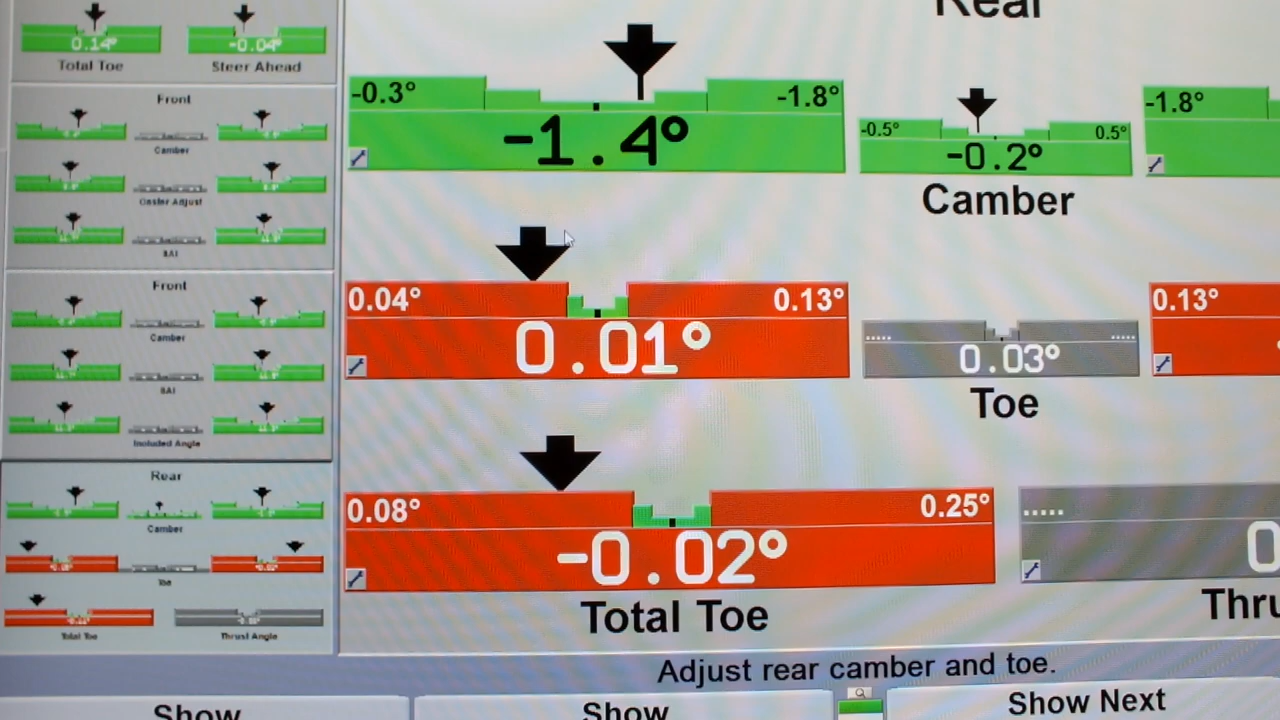 0.14°
-0.04°
Total Toe
Steer Ahead
Front
Camber
Caster Adjust
SAI
Front
Camber
SAI
Included Angle
Rear
Camber
Toe
Total Toe
Thrust Angle
Rear
-0.3°
-1.8°
-1.4°
-0.5°
0.5°
-0.2°
-1.8°
Camber
0.04°
0.13°
0.01°
.....
.....
0.03°
0.13°
Toe
0.08°
0.25°
-0.02°
.....
0
Total Toe
Thru
Adjust rear camber and toe.
Show
Show
Show Next